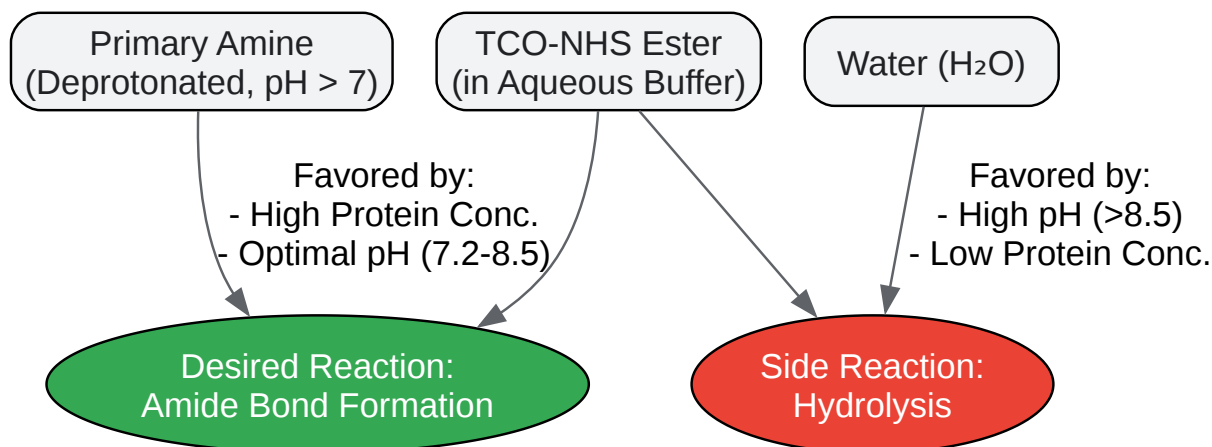 Primary Amine
(Deprotonated, pH > 7)
TCO-NHS Ester
(in Aqueous Buffer)
Water (H₂O)
Favored by:
- High Protein Conc.
- Optimal pH (7.2-8.5)
Favored by:
- High pH (>8.5)
- Low Protein Conc.
Desired Reaction:
Amide Bond Formation
Side Reaction:
Hydrolysis